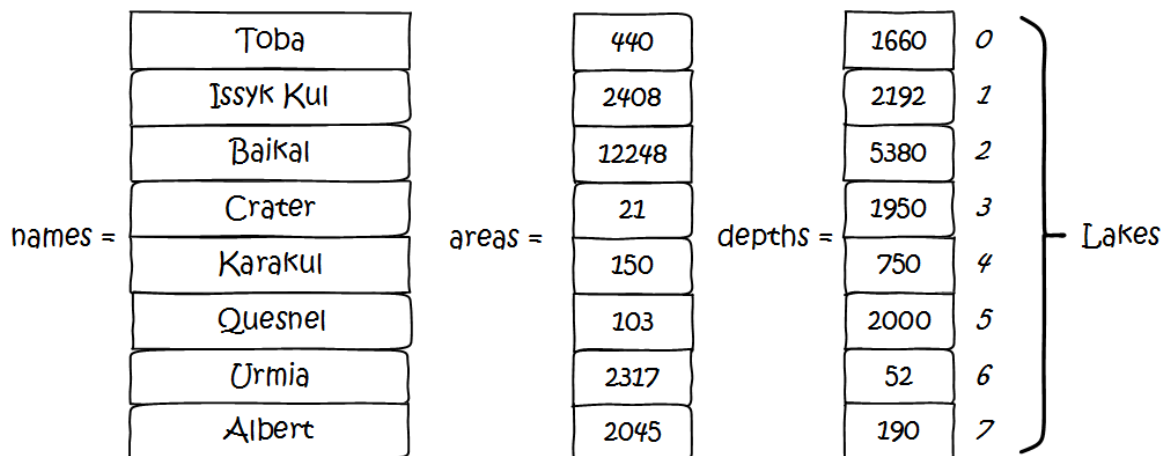 Toba 440 1660 0
Issyk Kul 2408 2192 1
Baikal 12248 5380 2
Crater 21 1950 3
names = areas = depths = Lakes
Karakul 150 750 4
Quesnel 103 2000 5
Urmia 2317 52 6
Albert 2045 190 7